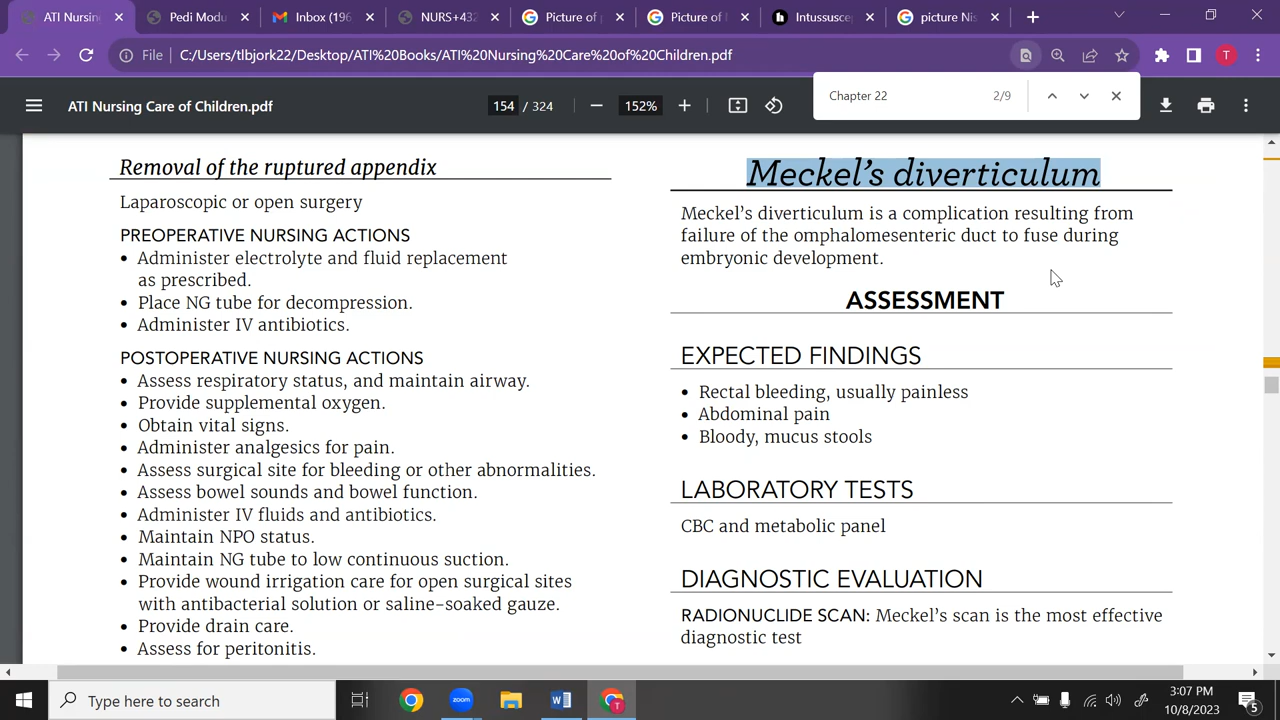 ATI Nursing
Pedi Modu
Inbox (196
NURS+432
Picture of
Picture of
Intussusce
picture Nis
File
C:/Users/tlbjork22/Desktop/ATI%20Books/ATI%20Nursing%20Care%20of%20Children.pdf
T
Chapter 22
2/9
ATI Nursing Care of Children.pdf
154 / 324
152%
Removal of the ruptured appendix
Laparoscopic or open surgery
PREOPERATIVE NURSING ACTIONS
• Administer electrolyte and fluid replacement
as prescribed.
• Place NG tube for decompression.
• Administer IV antibiotics.
POSTOPERATIVE NURSING ACTIONS
• Assess respiratory status, and maintain airway.
• Provide supplemental oxygen.
• Obtain vital signs.
• Administer analgesics for pain.
• Assess surgical site for bleeding or other abnormalities.
• Assess bowel sounds and bowel function.
• Administer IV fluids and antibiotics.
• Maintain NPO status.
• Maintain NG tube to low continuous suction.
• Provide wound irrigation care for open surgical sites
with antibacterial solution or saline-soaked gauze.
• Provide drain care.
• Assess for peritonitis.
Meckel's diverticulum
Meckel's diverticulum is a complication resulting from
failure of the omphalomesenteric duct to fuse during
embryonic development.
ASSESSMENT
EXPECTED FINDINGS
• Rectal bleeding, usually painless
• Abdominal pain
• Bloody, mucus stools
LABORATORY TESTS
CBC and metabolic panel
DIAGNOSTIC EVALUATION
RADIONUCLIDE SCAN: Meckel's scan is the most effective
diagnostic test
Type here to search
zoom
T
3:07 PM
10/8/2023
5